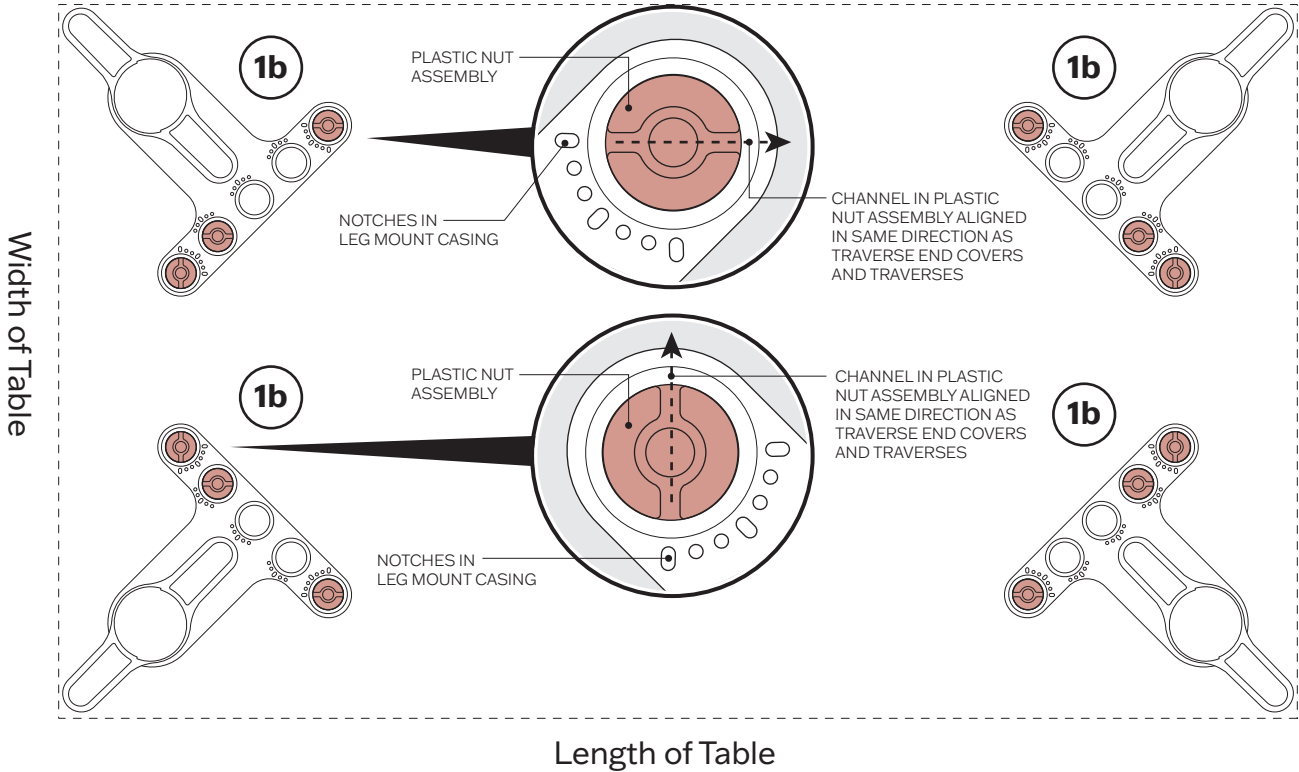 1b
PLASTIC NUT
ASSEMBLY
1b
NOTCHES IN
LEG MOUNT CASING
CHANNEL IN PLASTIC
NUT ASSEMBLY ALIGNED
IN SAME DIRECTION AS
TRAVERSE END COVERS
AND TRAVERSES
Width of Table
1b
PLASTIC NUT
ASSEMBLY
CHANNEL IN PLASTIC
NUT ASSEMBLY ALIGNED
IN SAME DIRECTION AS
TRAVERSE END COVERS
AND TRAVERSES
1b
NOTCHES IN
LEG MOUNT CASING
Length of Table